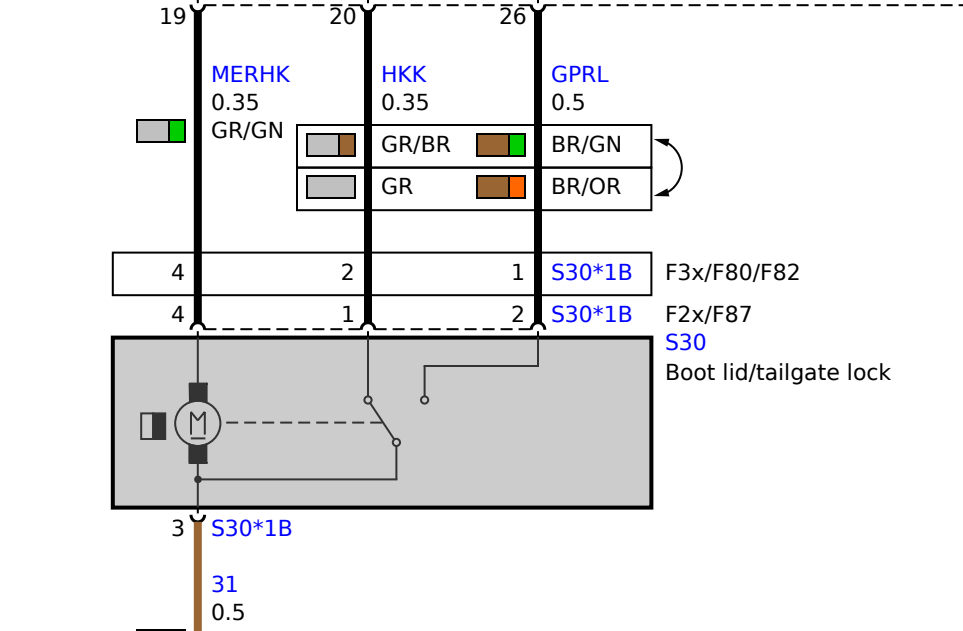 19 20 26
MERHK HKK GPRL
0.35 0.35 0.5
GR/GN
GR/BR BR/GN
GR BR/OR
4 2 1 S30*1B F3x/F80/F82
4 1 2 S30*1B F2x/F87
S30
Boot lid/tailgate lock
M
3 S30*1B
31
0.5